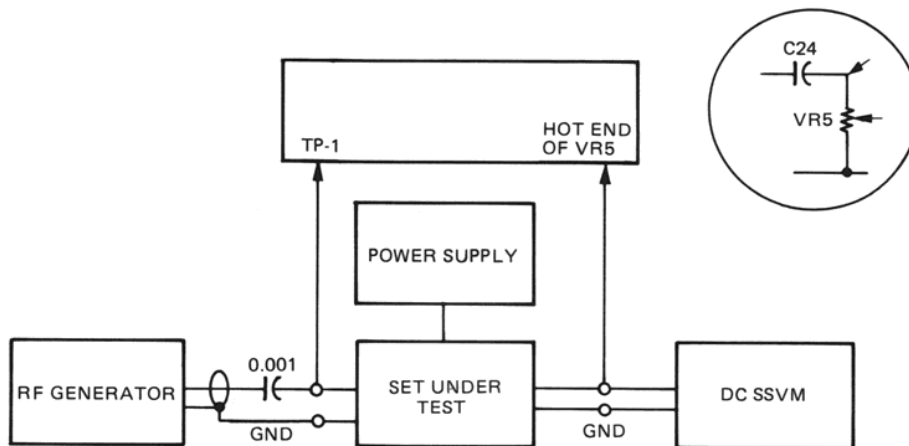 C24
VR5
TP-1
HOT END
OF VR5
POWER SUPPLY
RF GENERATOR
0.001
GND
SET UNDER
TEST
GND
DC SSVM